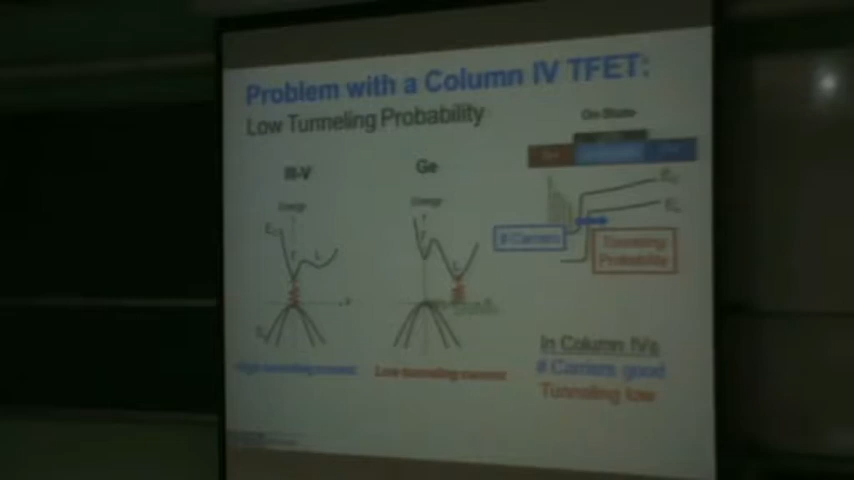 Problem with a Column IV TFET:
Low Tunneling Probability
On-State
III-V
Ge
Energy
Energy
# Carriers
Tunneling
Probability
Γ
L
Γ
L
In Column IVs
# Carriers good
Tunneling low
High tunneling current
Low tunneling current